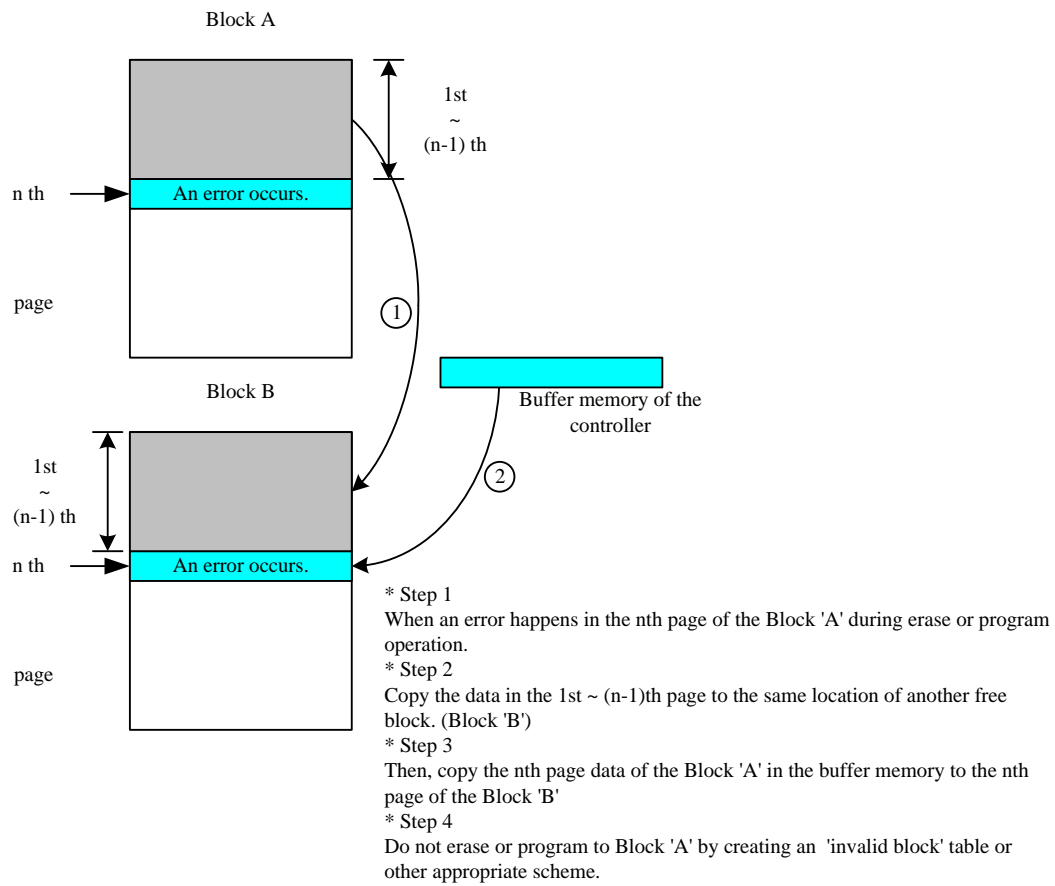 Block A
1st
~
(n-1) th
n th
An error occurs.
page
1
Block B
Buffer memory of the
controller
1st
~
(n-1) th
2
n th
An error occurs.
page
* Step 1
When an error happens in the nth page of the Block 'A' during erase or program
operation.
* Step 2
Copy the data in the 1st ~ (n-1)th page to the same location of another free
block. (Block 'B')
* Step 3
Then, copy the nth page data of the Block 'A' in the buffer memory to the nth
page of the Block 'B'
* Step 4
Do not erase or program to Block 'A' by creating an 'invalid block' table or
other appropriate scheme.